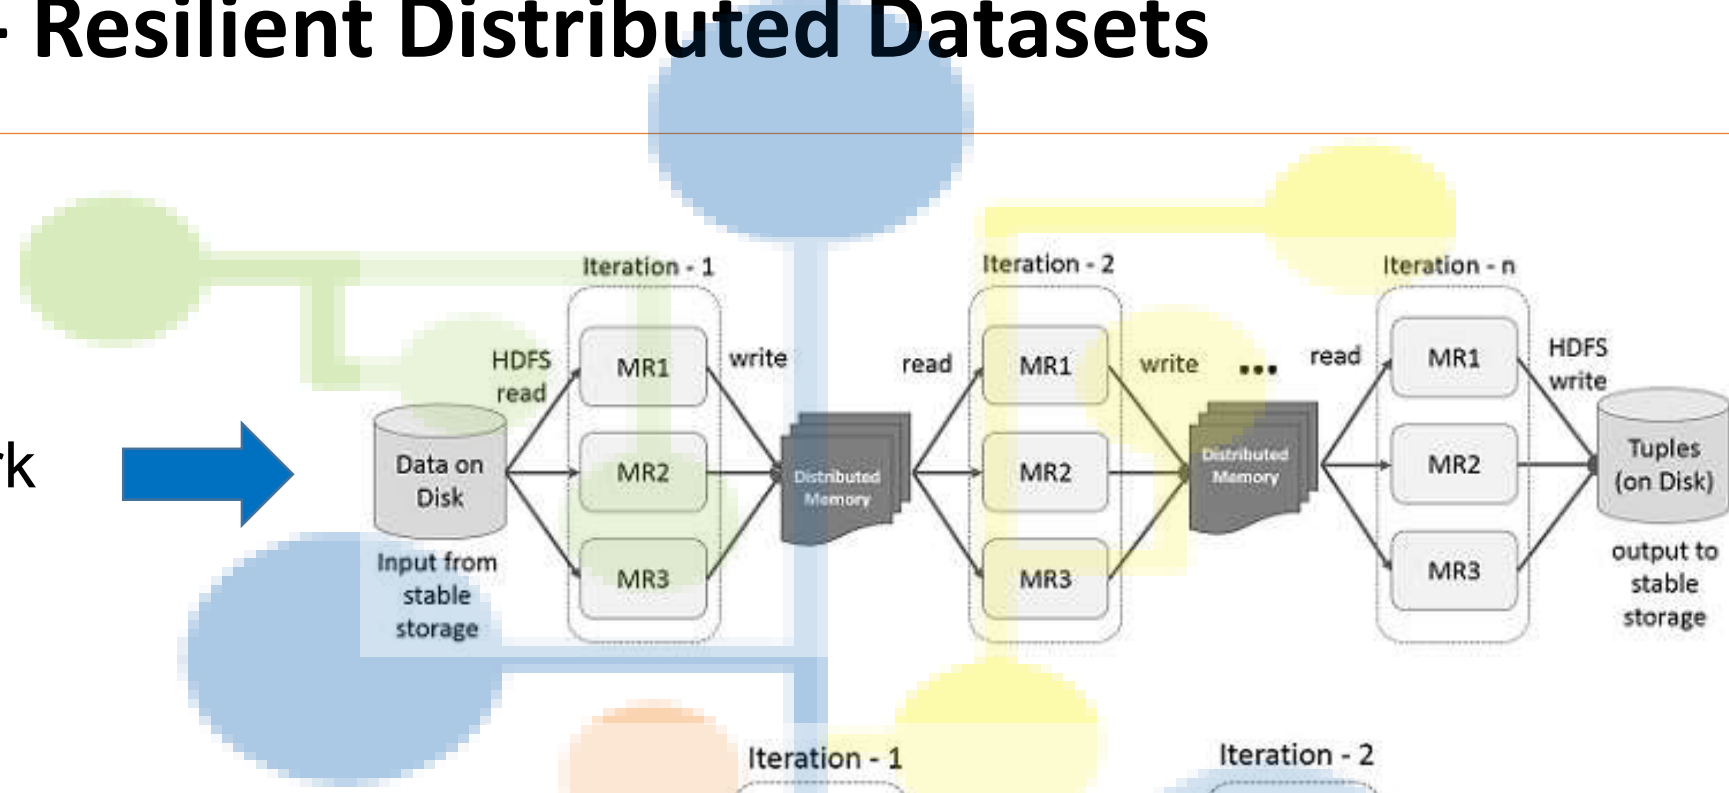 - Resilient Distributed Datasets
Iteration - 1
Iteration - 2
Iteration - n
HDFS
read
MR1
write
read
MR1
write
...
read
MR1
HDFS
write
rk
Data on
Disk
MR2
Distributed
Memory
MR2
Distributed
Memory
MR2
Tuples
(on Disk)
Input from
stable
storage
MR3
MR3
MR3
output to
stable
storage
Iteration - 1
Iteration - 2